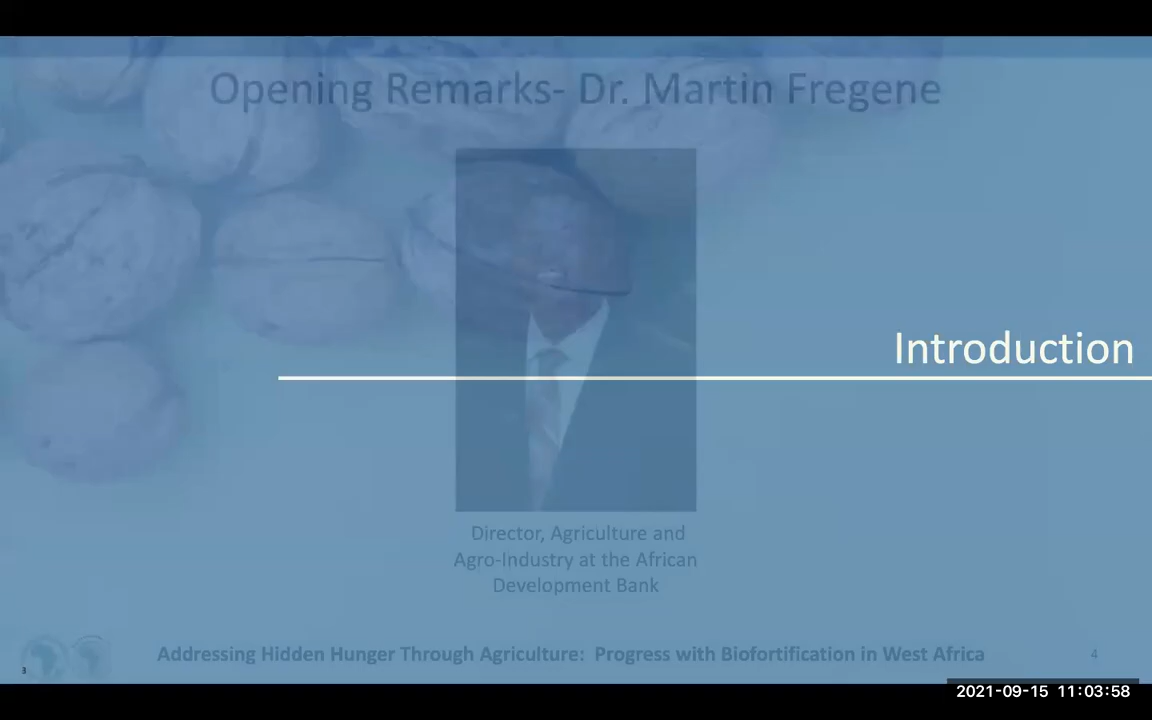 Opening Remarks- Dr. Martin Fregene
Introduction
Director, Agriculture and
Agro-Industry at the African
Development Bank
Addressing Hidden Hunger Through Agriculture:  Progress with Biofortification in West Africa
4
3
2021-09-15 11:03:58